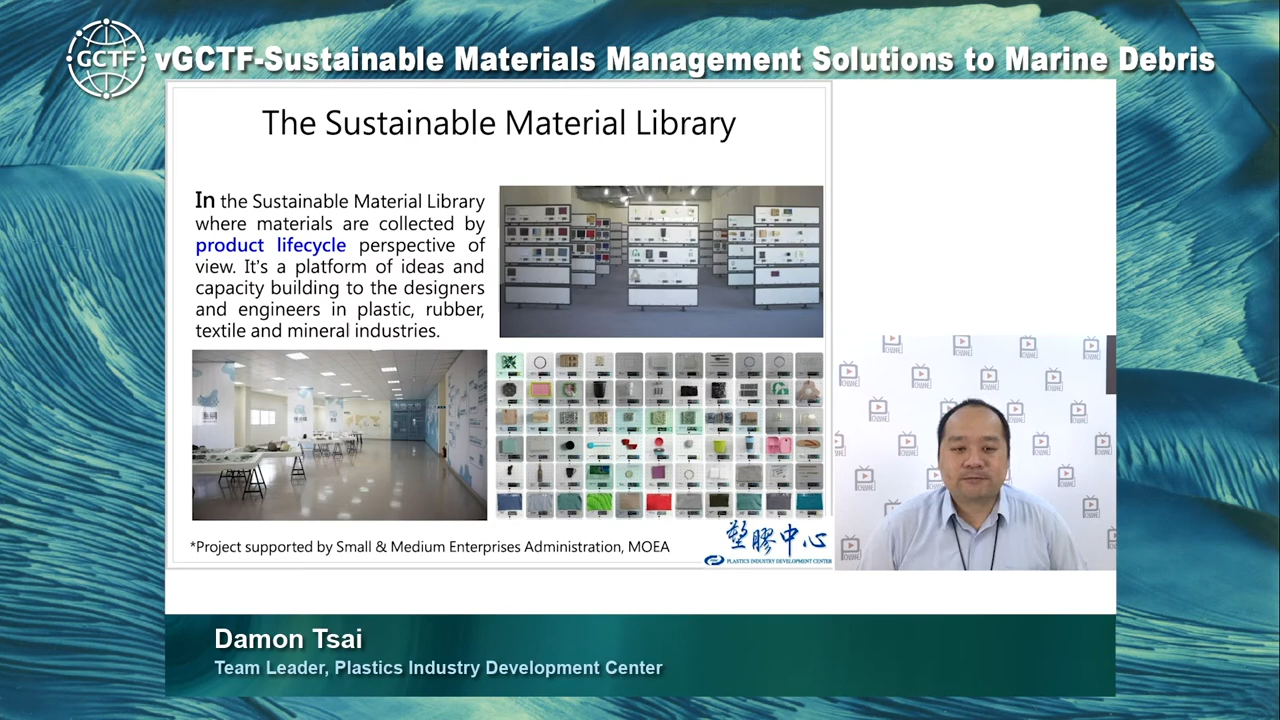 GCTF
vGCTF-Sustainable Materials Management Solutions to Marine Debris
The Sustainable Material Library
In the Sustainable Material Library
where materials are collected by
product lifecycle perspective of
view. It's a platform of ideas and
capacity building to the designers
and engineers in plastic, rubber,
textile and mineral industries.
*Project supported by Small & Medium Enterprises Administration, MOEA
塑膠中心
PLASTICS INDUSTRY DEVELOPMENT CENTER
Damon Tsai
Team Leader, Plastics Industry Development Center